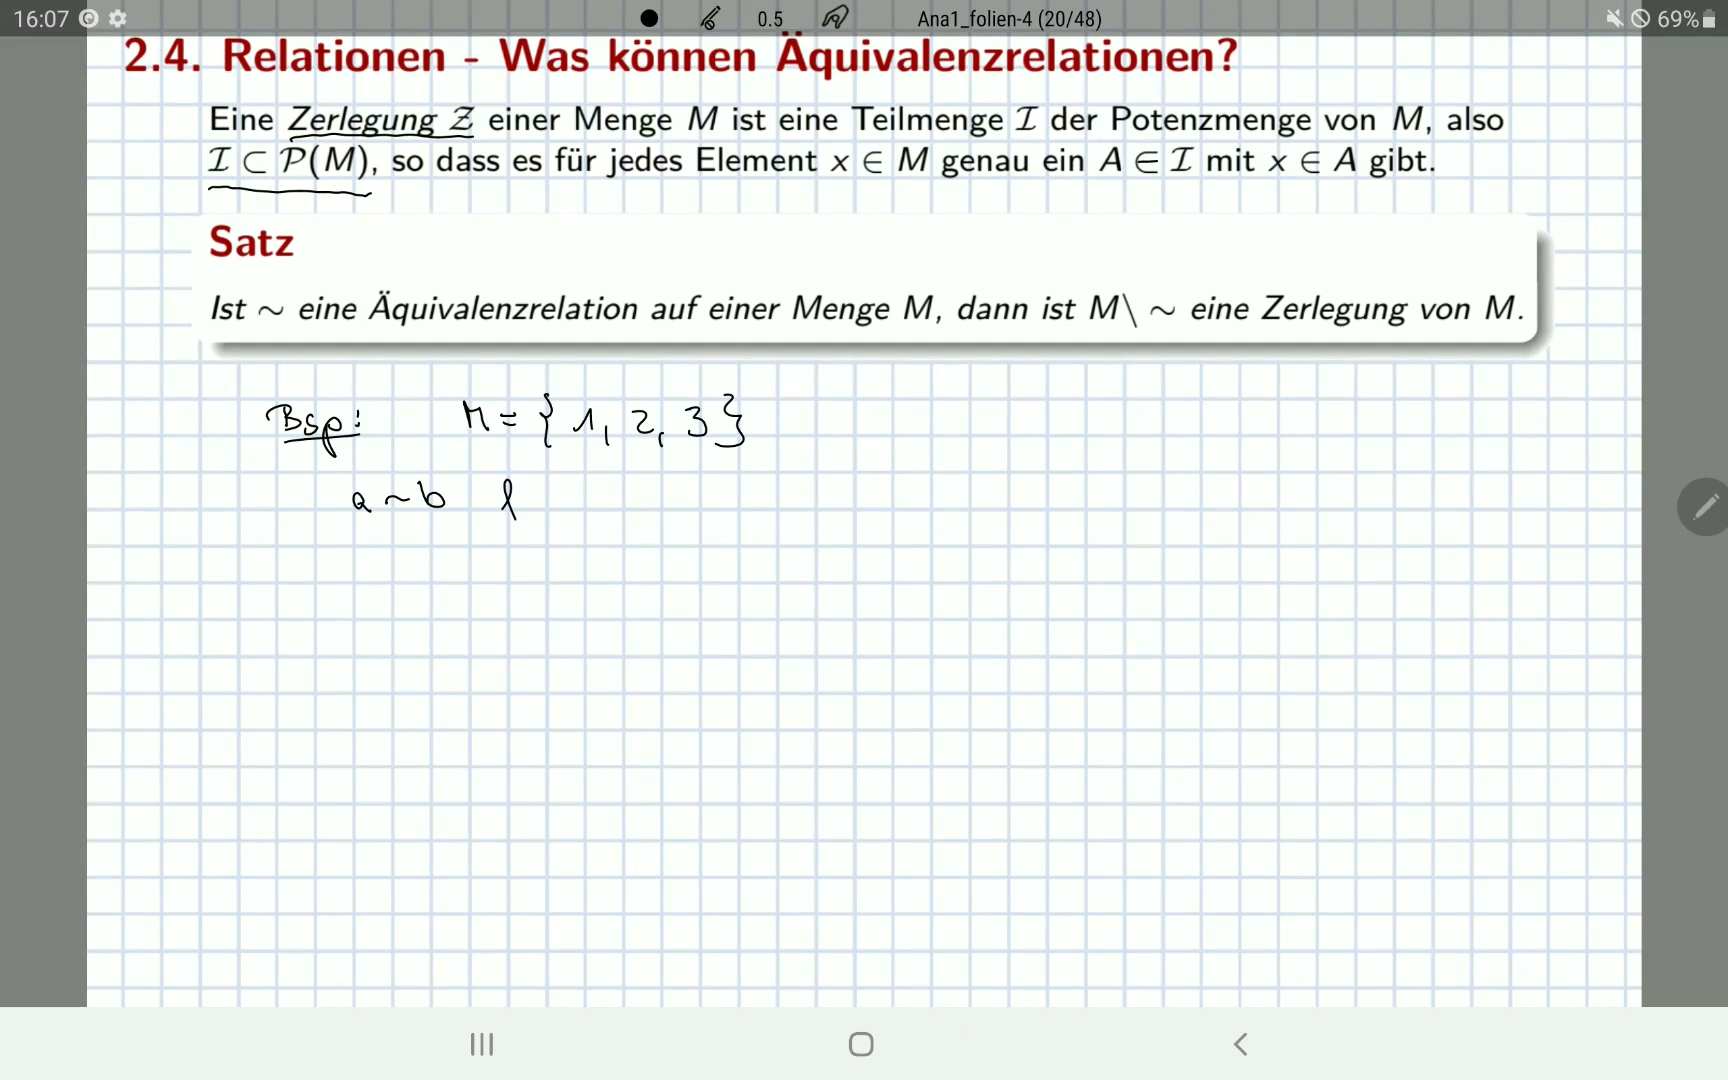 16:07 0.5 Ana1_folien-4 (20/48) 69%
2.4. Relationen - Was können Äquivalenzrelationen?
Eine Zerlegung 𝒵 einer Menge M ist eine Teilmenge ℐ der Potenzmenge von M, also
ℐ ⊂ 𝒫(M), so dass es für jedes Element x ∈ M genau ein A ∈ ℐ mit x ∈ A gibt.
Satz
Ist ∼ eine Äquivalenzrelation auf einer Menge M, dann ist M\ ∼ eine Zerlegung von M.
Bsp: M = {1, 2, 3}
a ~ b